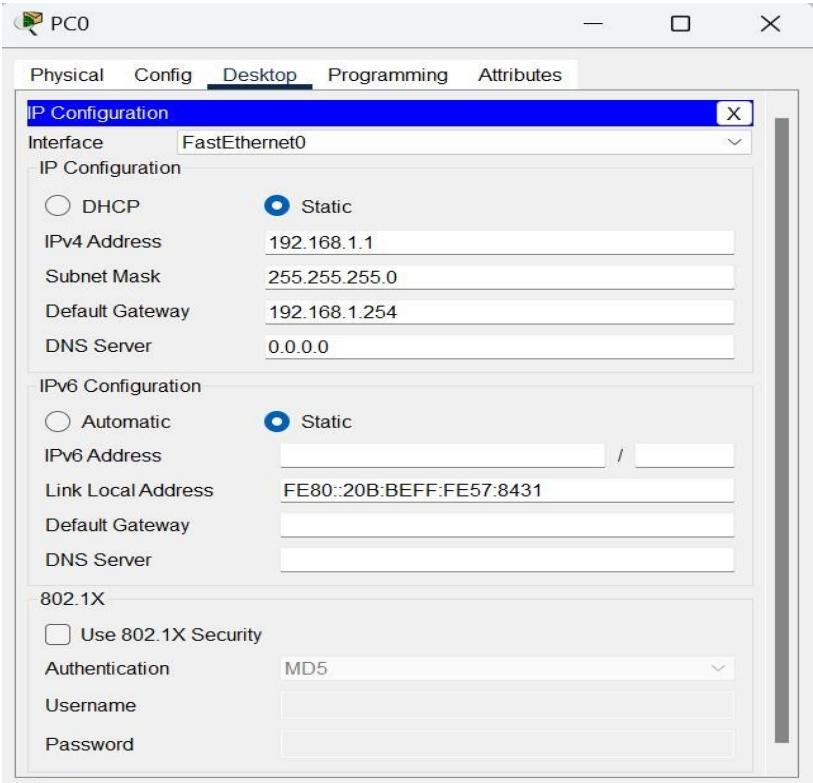 PC0
Physical Config Desktop Programming Attributes
IP Configuration X
Interface FastEthernet0
IP Configuration
DHCP Static
IPv4 Address 192.168.1.1
Subnet Mask 255.255.255.0
Default Gateway 192.168.1.254
DNS Server 0.0.0.0
IPv6 Configuration
Automatic Static
IPv6 Address /
Link Local Address FE80::20B:BEFF:FE57:8431
Default Gateway
DNS Server
802.1X
Use 802.1X Security
Authentication MD5
Username
Password